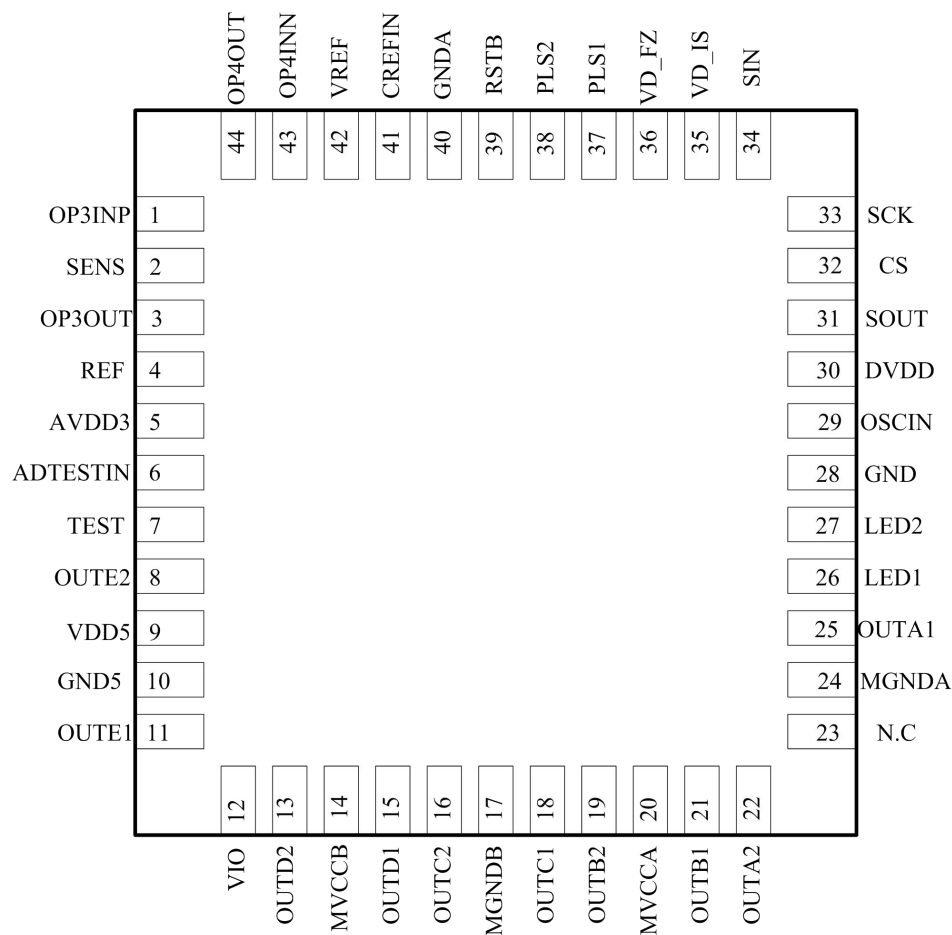 OP4OUT OP4INN VREF CREFIN GNDA RSTB PLS2 PLS1 VD_FZ VD_IS SIN
44 43 42 41 40 39 38 37 36 35 34
OP3INP 1 33 SCK
SENS 2 32 CS
OP3OUT 3 31 SOUT
REF 4 30 DVDD
AVDD3 5 29 OSCIN
ADTESTIN 6 28 GND
TEST 7 27 LED2
OUTE2 8 26 LED1
VDD5 9 25 OUTA1
GND5 10 24 MGNDA
OUTE1 11 23 N.C
12 13 14 15 16 17 18 19 20 21 22
VIO OUTD2 MVCCB OUTD1 OUTC2 MGNDB OUTC1 OUTB2 MVCCA OUTB1 OUTA2